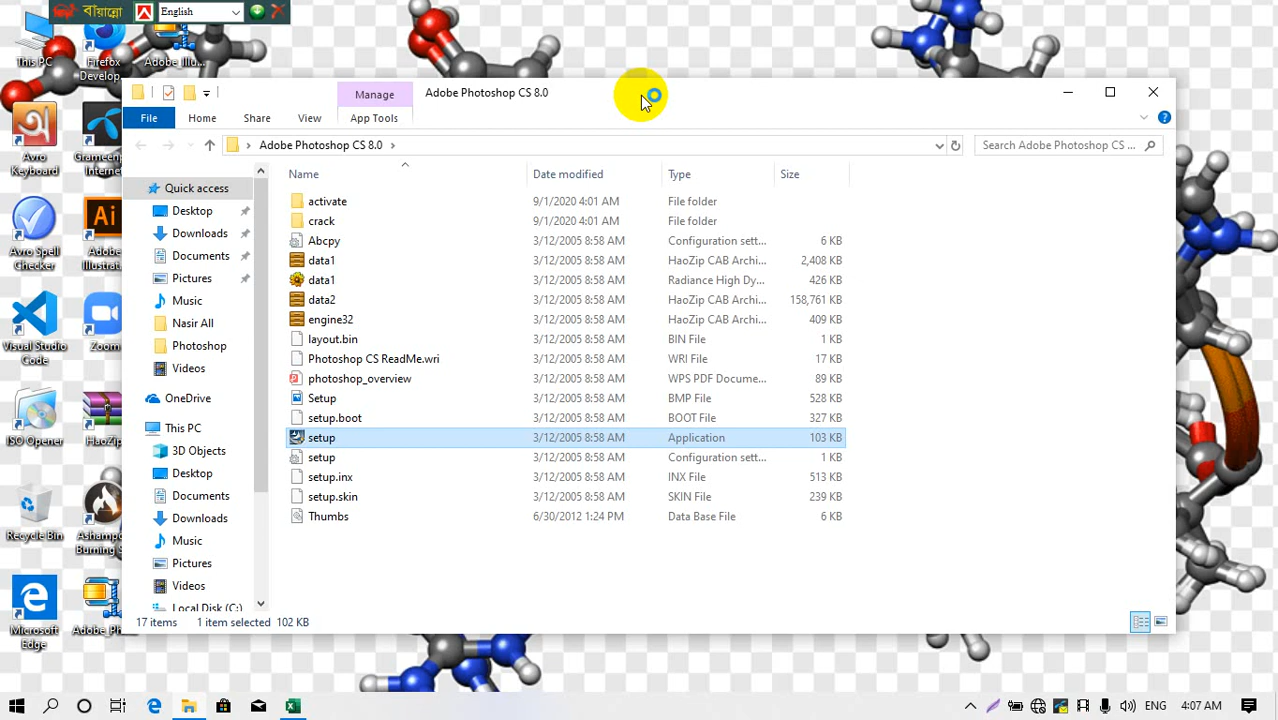 বায়ান্নো
English
This PC
Firefox
Develop...
Adobe_Illu...
Manage
Adobe Photoshop CS 8.0
File
Home
Share
View
App Tools
Adobe Photoshop CS 8.0
Search Adobe Photoshop CS ...
Avro
Keyboard
Grameen
Internet
Avro Spell
Checker
Adobe
Illustrat...
Visual Studio
Code
Zoom
ISO Opener
HaoZip
Recycle Bin
Ashampo
Burning S
Microsoft
Edge
Adobe_Ph
Quick access
Desktop
Downloads
Documents
Pictures
Music
Nasir All
Photoshop
Videos
OneDrive
This PC
3D Objects
Desktop
Documents
Downloads
Music
Pictures
Videos
Local Disk (C:)
Name Date modified Type Size
activate 9/1/2020 4:01 AM File folder
crack 9/1/2020 4:01 AM File folder
Abcpy 3/12/2005 8:58 AM Configuration sett... 6 KB
data1 3/12/2005 8:58 AM HaoZip CAB Archi... 2,408 KB
data1 3/12/2005 8:58 AM Radiance High Dy... 426 KB
data2 3/12/2005 8:58 AM HaoZip CAB Archi... 158,761 KB
engine32 3/12/2005 8:58 AM HaoZip CAB Archi... 409 KB
layout.bin 3/12/2005 8:58 AM BIN File 1 KB
Photoshop CS ReadMe.wri 3/12/2005 8:58 AM WRI File 17 KB
photoshop_overview 3/12/2005 8:58 AM WPS PDF Docume... 89 KB
Setup 3/12/2005 8:58 AM BMP File 528 KB
setup.boot 3/12/2005 8:58 AM BOOT File 327 KB
setup 3/12/2005 8:58 AM Application 103 KB
setup 3/12/2005 8:58 AM Configuration sett... 1 KB
setup.inx 3/12/2005 8:58 AM INX File 513 KB
setup.skin 3/12/2005 8:58 AM SKIN File 239 KB
Thumbs 6/30/2012 1:24 PM Data Base File 6 KB
17 items 1 item selected 102 KB
ENG 4:07 AM